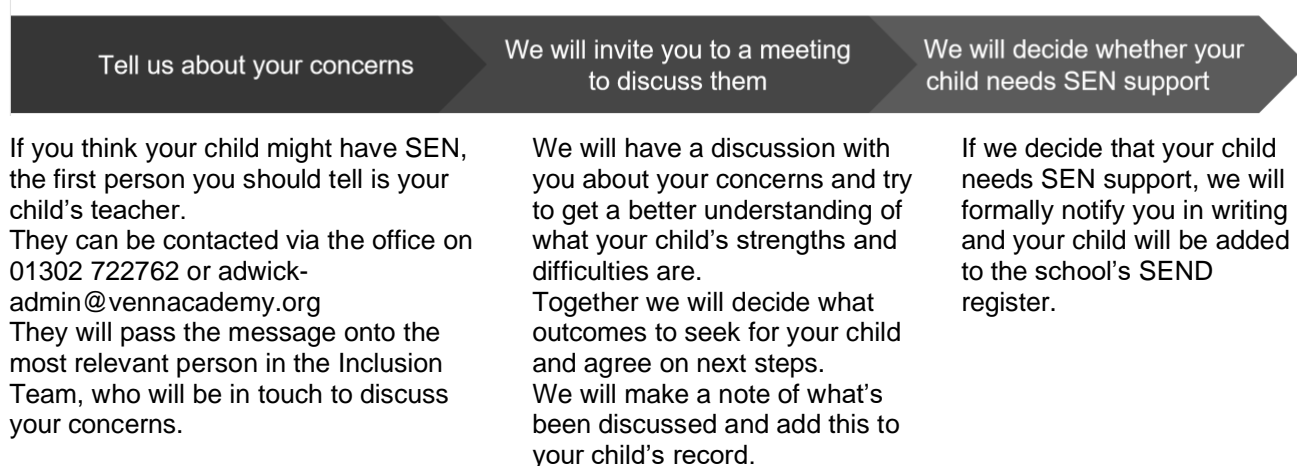 Tell us about your concerns
We will invite you to a meeting
to discuss them
We will decide whether your
child needs SEN support
If you think your child might have SEN,
the first person you should tell is your
child’s teacher.
They can be contacted via the office on
01302 722762 or adwick-
admin@vennacademy.org
They will pass the message onto the
most relevant person in the Inclusion
Team, who will be in touch to discuss
your concerns.
We will have a discussion with
you about your concerns and try
to get a better understanding of
what your child’s strengths and
difficulties are.
Together we will decide what
outcomes to seek for your child
and agree on next steps.
We will make a note of what’s
been discussed and add this to
your child’s record.
If we decide that your child
needs SEN support, we will
formally notify you in writing
and your child will be added
to the school’s SEND
register.